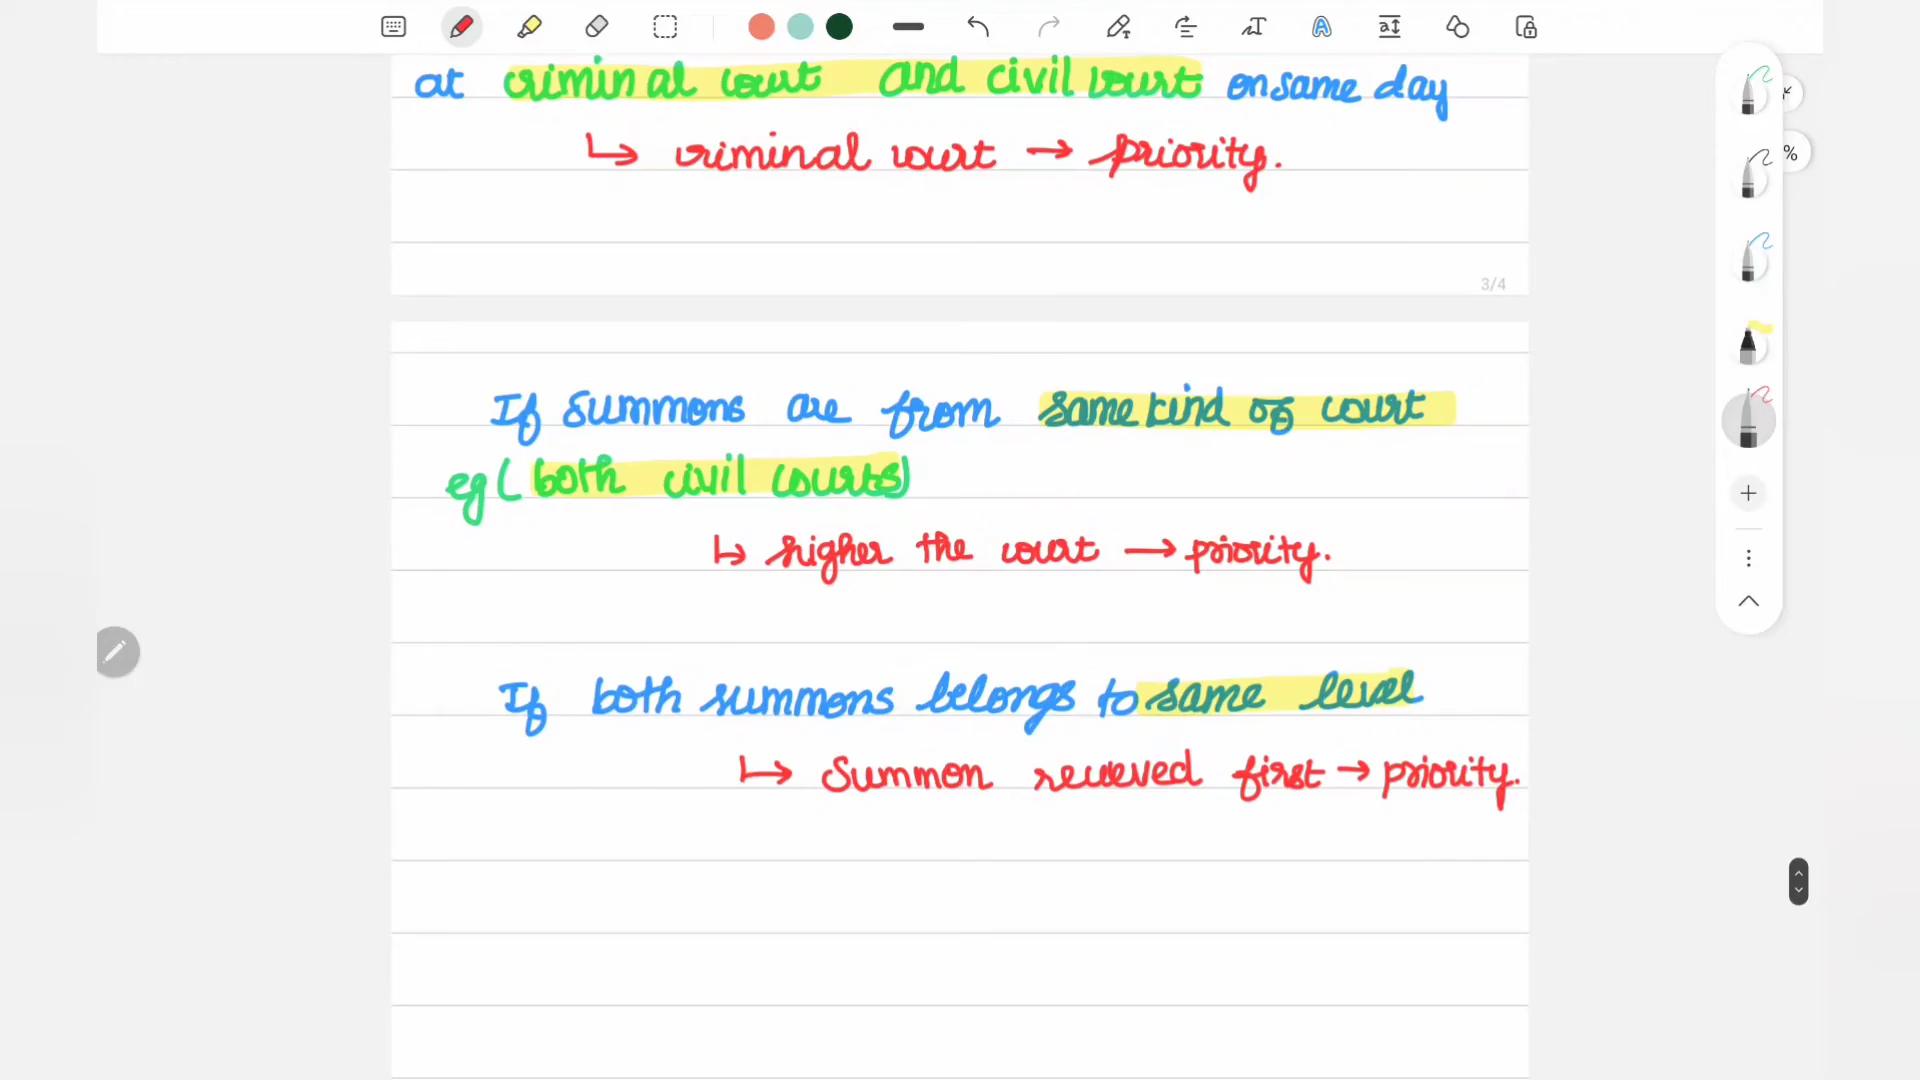 at criminal court and civil court on same day
↳ criminal court → priority.
3/4
%
If summons are from same kind of court
eg ( both civil courts)
↳ higher the court → priority.
If both summons belongs to same level
↳ Summon recieved first → priority.